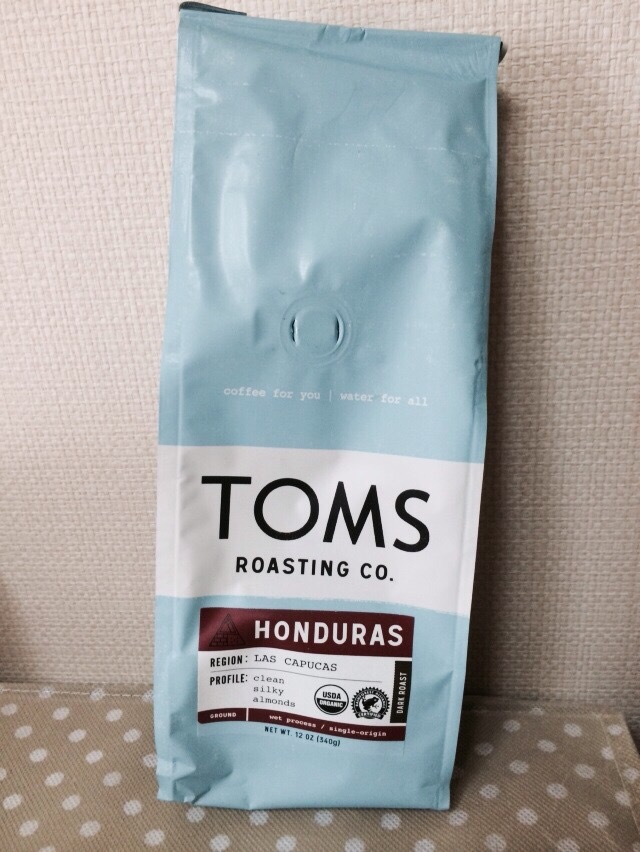 coffee for you | water for all
TOMS
ROASTING CO.
HONDURAS
REGION: LAS CAPUCAS
PROFILE: clean
silky
almonds
USDA
ORGANIC
CERTIFIED
DARK ROAST
GROUND
wet process / single-origin
NET WT. 12 OZ (340g)